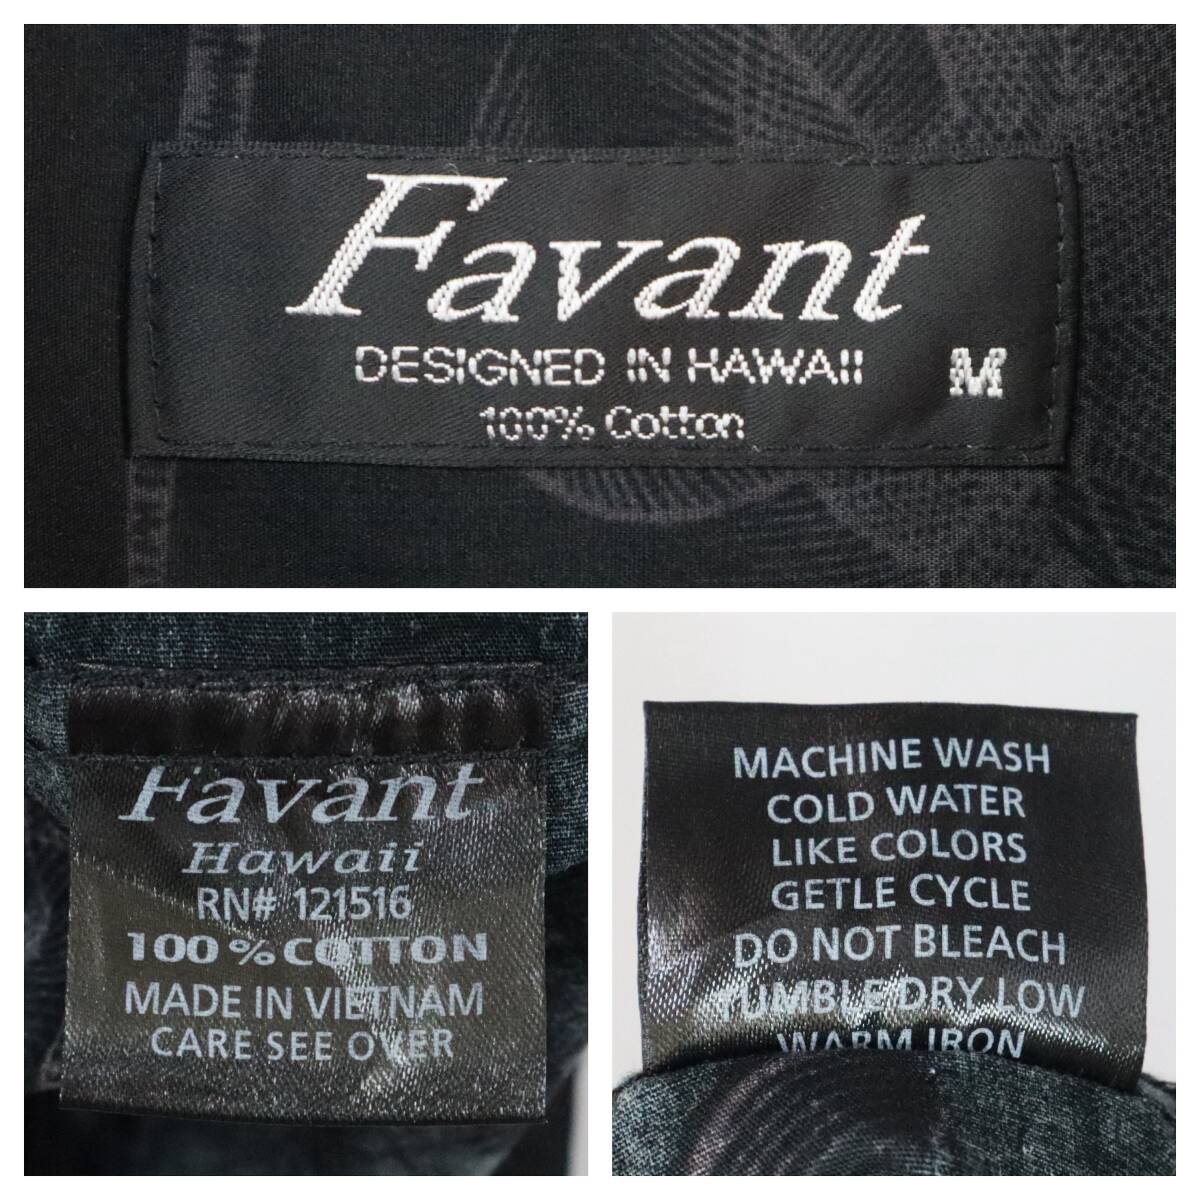 Favant
DESIGNED IN HAWAII M
100% Cotton
Favant
Hawaii
RN# 121516
100 % COTTON
MADE IN VIETNAM
CARE SEE OVER
MACHINE WASH
COLD WATER
LIKE COLORS
GETLE CYCLE
DO NOT BLEACH
TUMBLE DRY LOW
WARM IRON